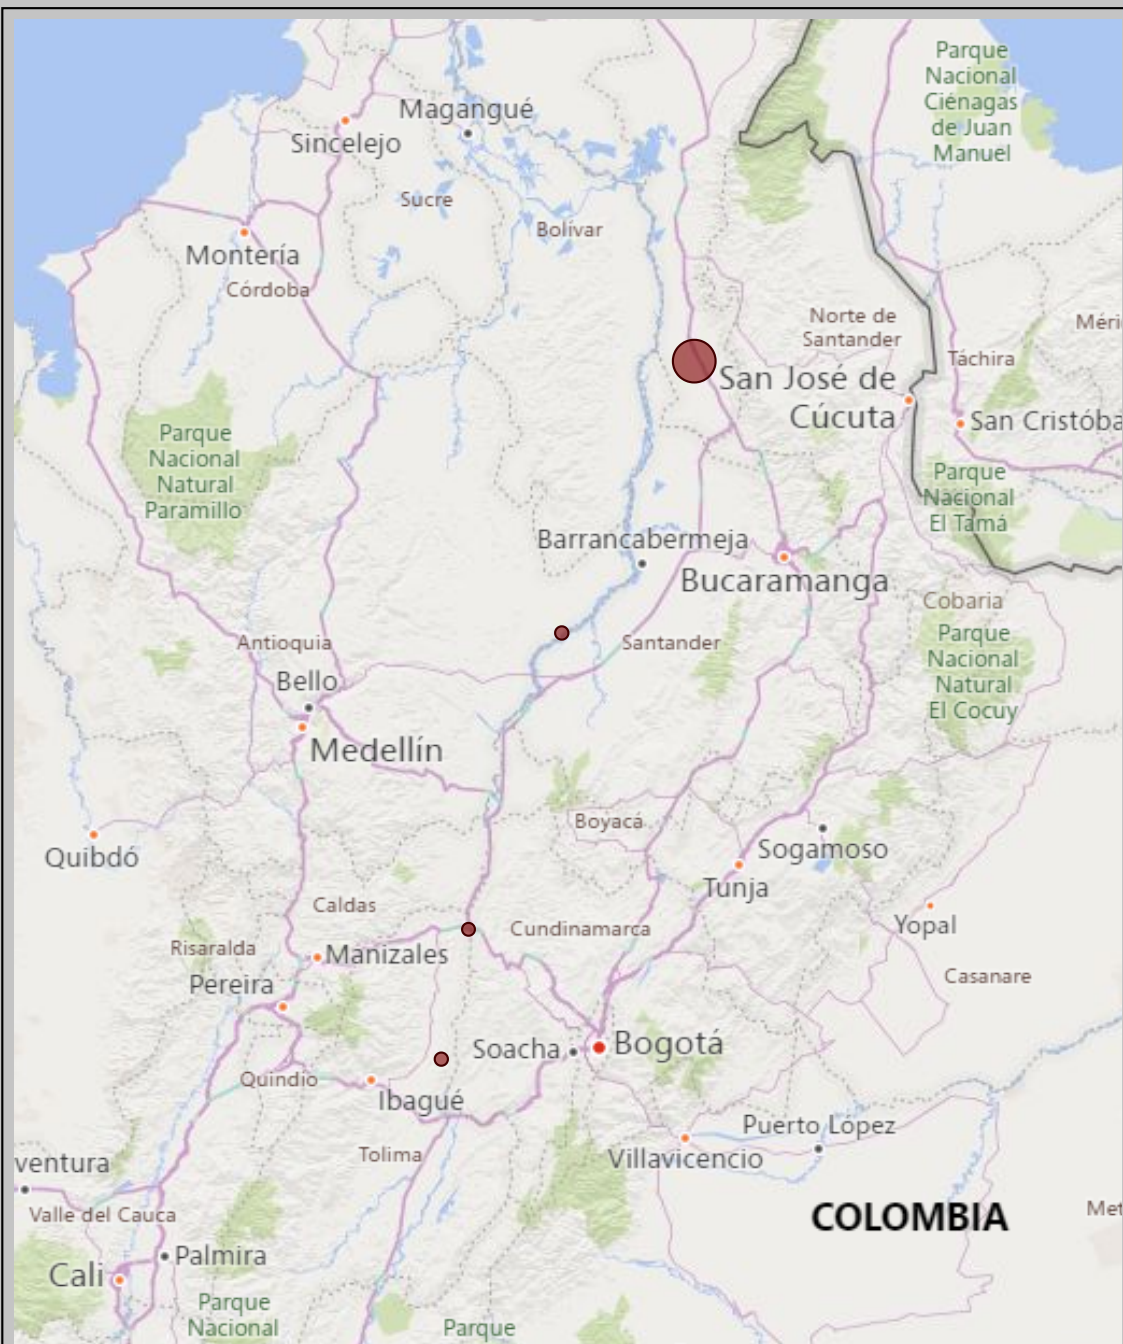 Parque
Nacional
Ciénagas
de Juan
Manuel
Magangué
Sincelejo
Sucre
Bolívar
Montería
Córdoba
Norte de
Santander
Méri
Táchira
San José de
Cúcuta
San Cristóba
Parque
Nacional
Natural
Paramillo
Parque
Nacional
El Tamá
Barrancabermeja
Bucaramanga
Cobaria
Antioquia
Santander
Parque
Nacional
Natural
El Cocuy
Bello
Medellín
Boyacá
Quibdó
Sogamoso
Tunja
Caldas
Cundinamarca
Yopal
Risaralda
Manizales
Pereira
Casanare
Soacha
Bogotá
Quindío
Ibagué
Puerto López
Tolima
Villavicencio
ventura
Valle del Cauca
COLOMBIA
Met
Palmira
Cali
Parque
Nacional
Parque